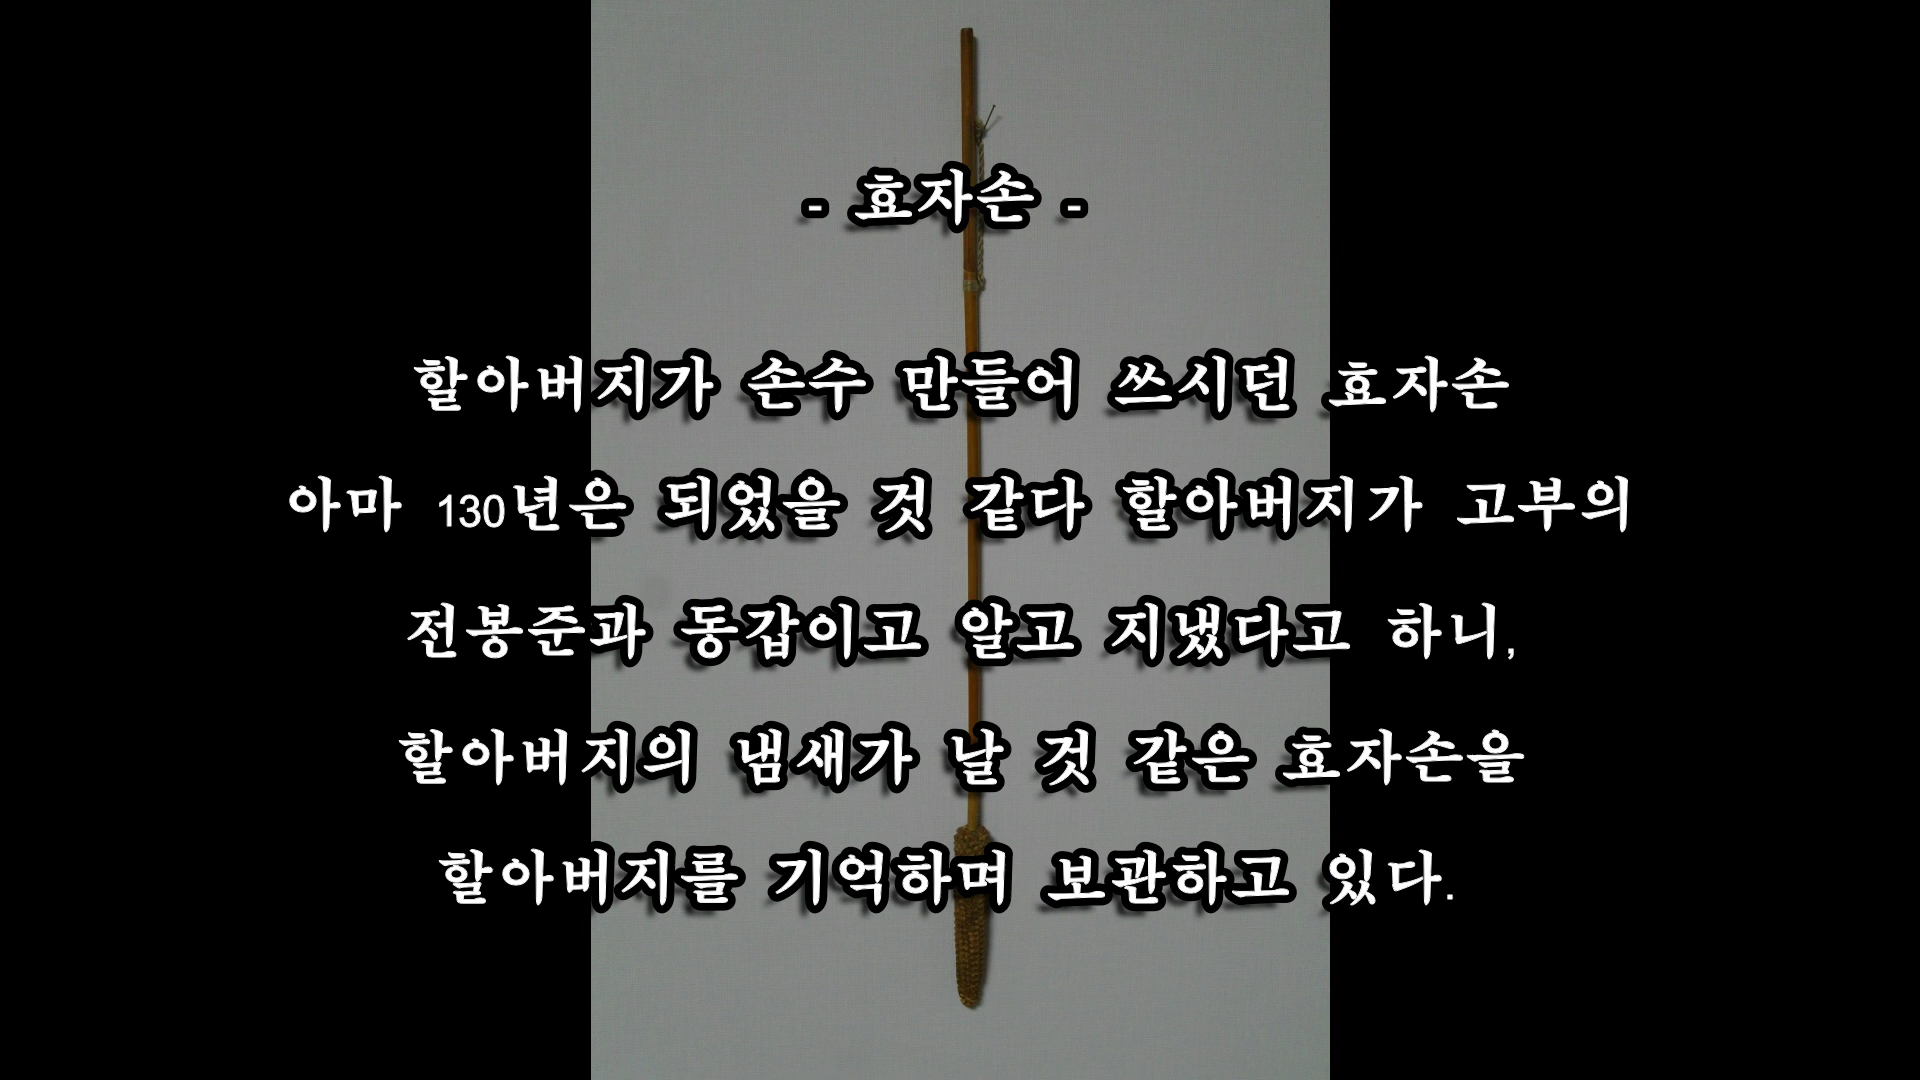 - 효자손 -
할아버지가 손수 만들어 쓰시던 효자손
아마 130년은 되었을 것 같다 할아버지가 고부의
전봉준과 동갑이고 알고 지냈다고 하니,
할아버지의 냄새가 날 것 같은 효자손을
할아버지를 기억하며 보관하고 있다.